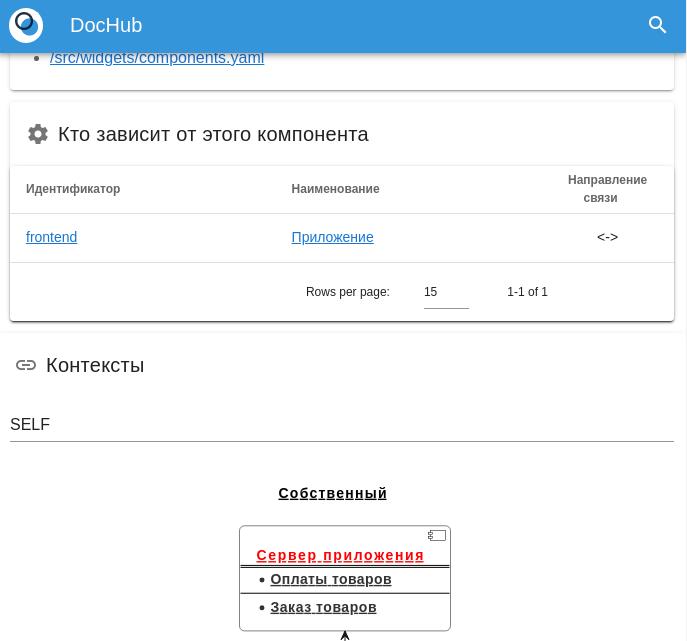 DocHub
/src/widgets/components.yaml
Кто зависит от этого компонента
Идентификатор Наименование Направление связи
frontend Приложение <->
Rows per page: 15 1-1 of 1
Контексты
SELF
Собственный
Сервер приложения
Оплаты товаров
Заказ товаров